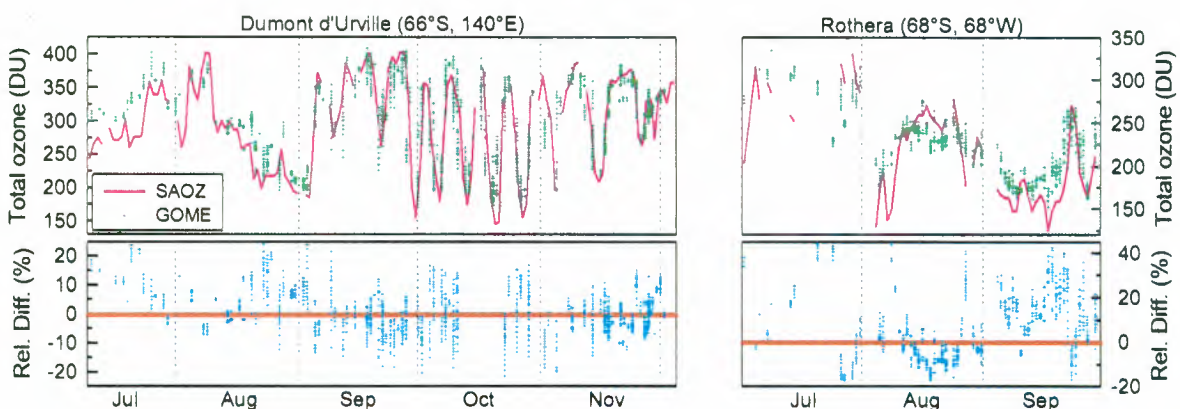 Dumont d'Urville (66°S, 140°E)
Rothera (68°S, 68°W)
Total ozone (DU)
400
350
300
250
200
150
SAOZ
GOME
350
300
250
200
150
Total ozone (DU)
Rel. Diff. (%)
20
10
0
-10
-20
40
20
0
-20
Rel. Diff. (%)
Jul Aug Sep Oct Nov
Jul Aug Sep